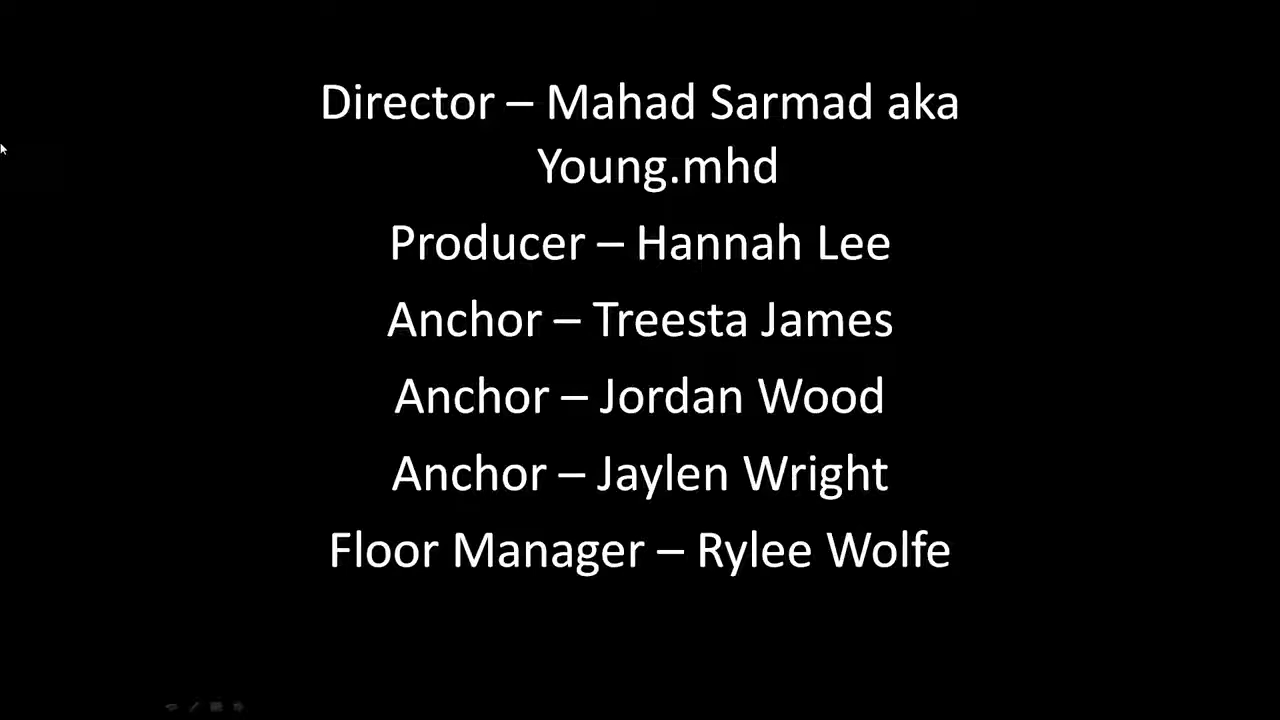 Director – Mahad Sarmad aka
Young.mhd
Producer – Hannah Lee
Anchor – Treesta James
Anchor – Jordan Wood
Anchor – Jaylen Wright
Floor Manager – Rylee Wolfe